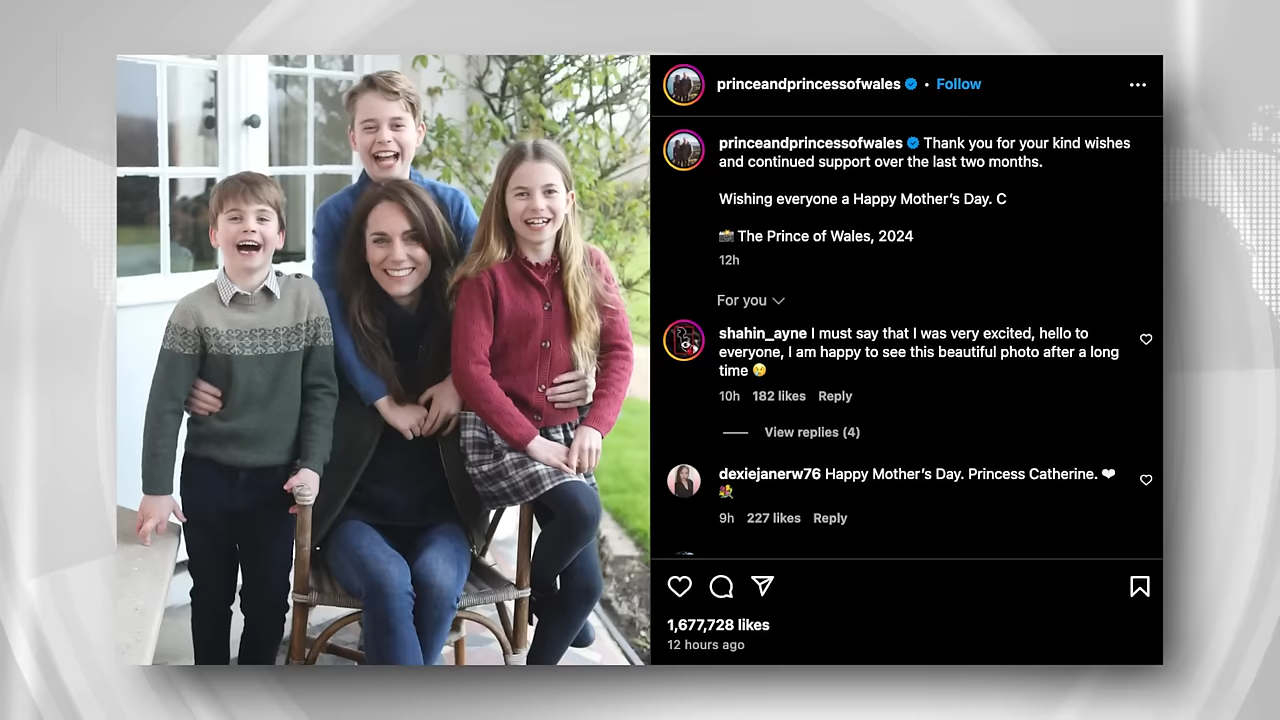 princeandprincessofwales • Follow
princeandprincessofwales Thank you for your kind wishes
and continued support over the last two months.
Wishing everyone a Happy Mother’s Day. C
📸 The Prince of Wales, 2024
12h
For you
shahin_ayne I must say that I was very excited, hello to
everyone, I am happy to see this beautiful photo after a long
time 😢
10h 182 likes Reply
View replies (4)
dexiejanerw76 Happy Mother’s Day. Princess Catherine. ❤
💐
9h 227 likes Reply
1,677,728 likes
12 hours ago